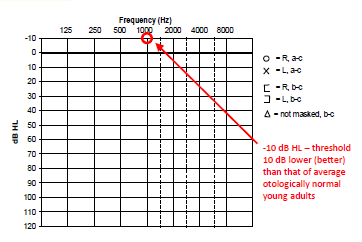 Frequency (Hz)
125 250 500 1000 2000 4000 8000
-10
0
10
20
30
40
50
60
70
80
90
100
110
120
dB HL
O = R, a-c
X = L, a-c
[ = R, b-c
] = L, b-c
Δ = not masked, b-c
-10 dB HL – threshold
10 dB lower (better)
than that of average
otologically normal
young adults